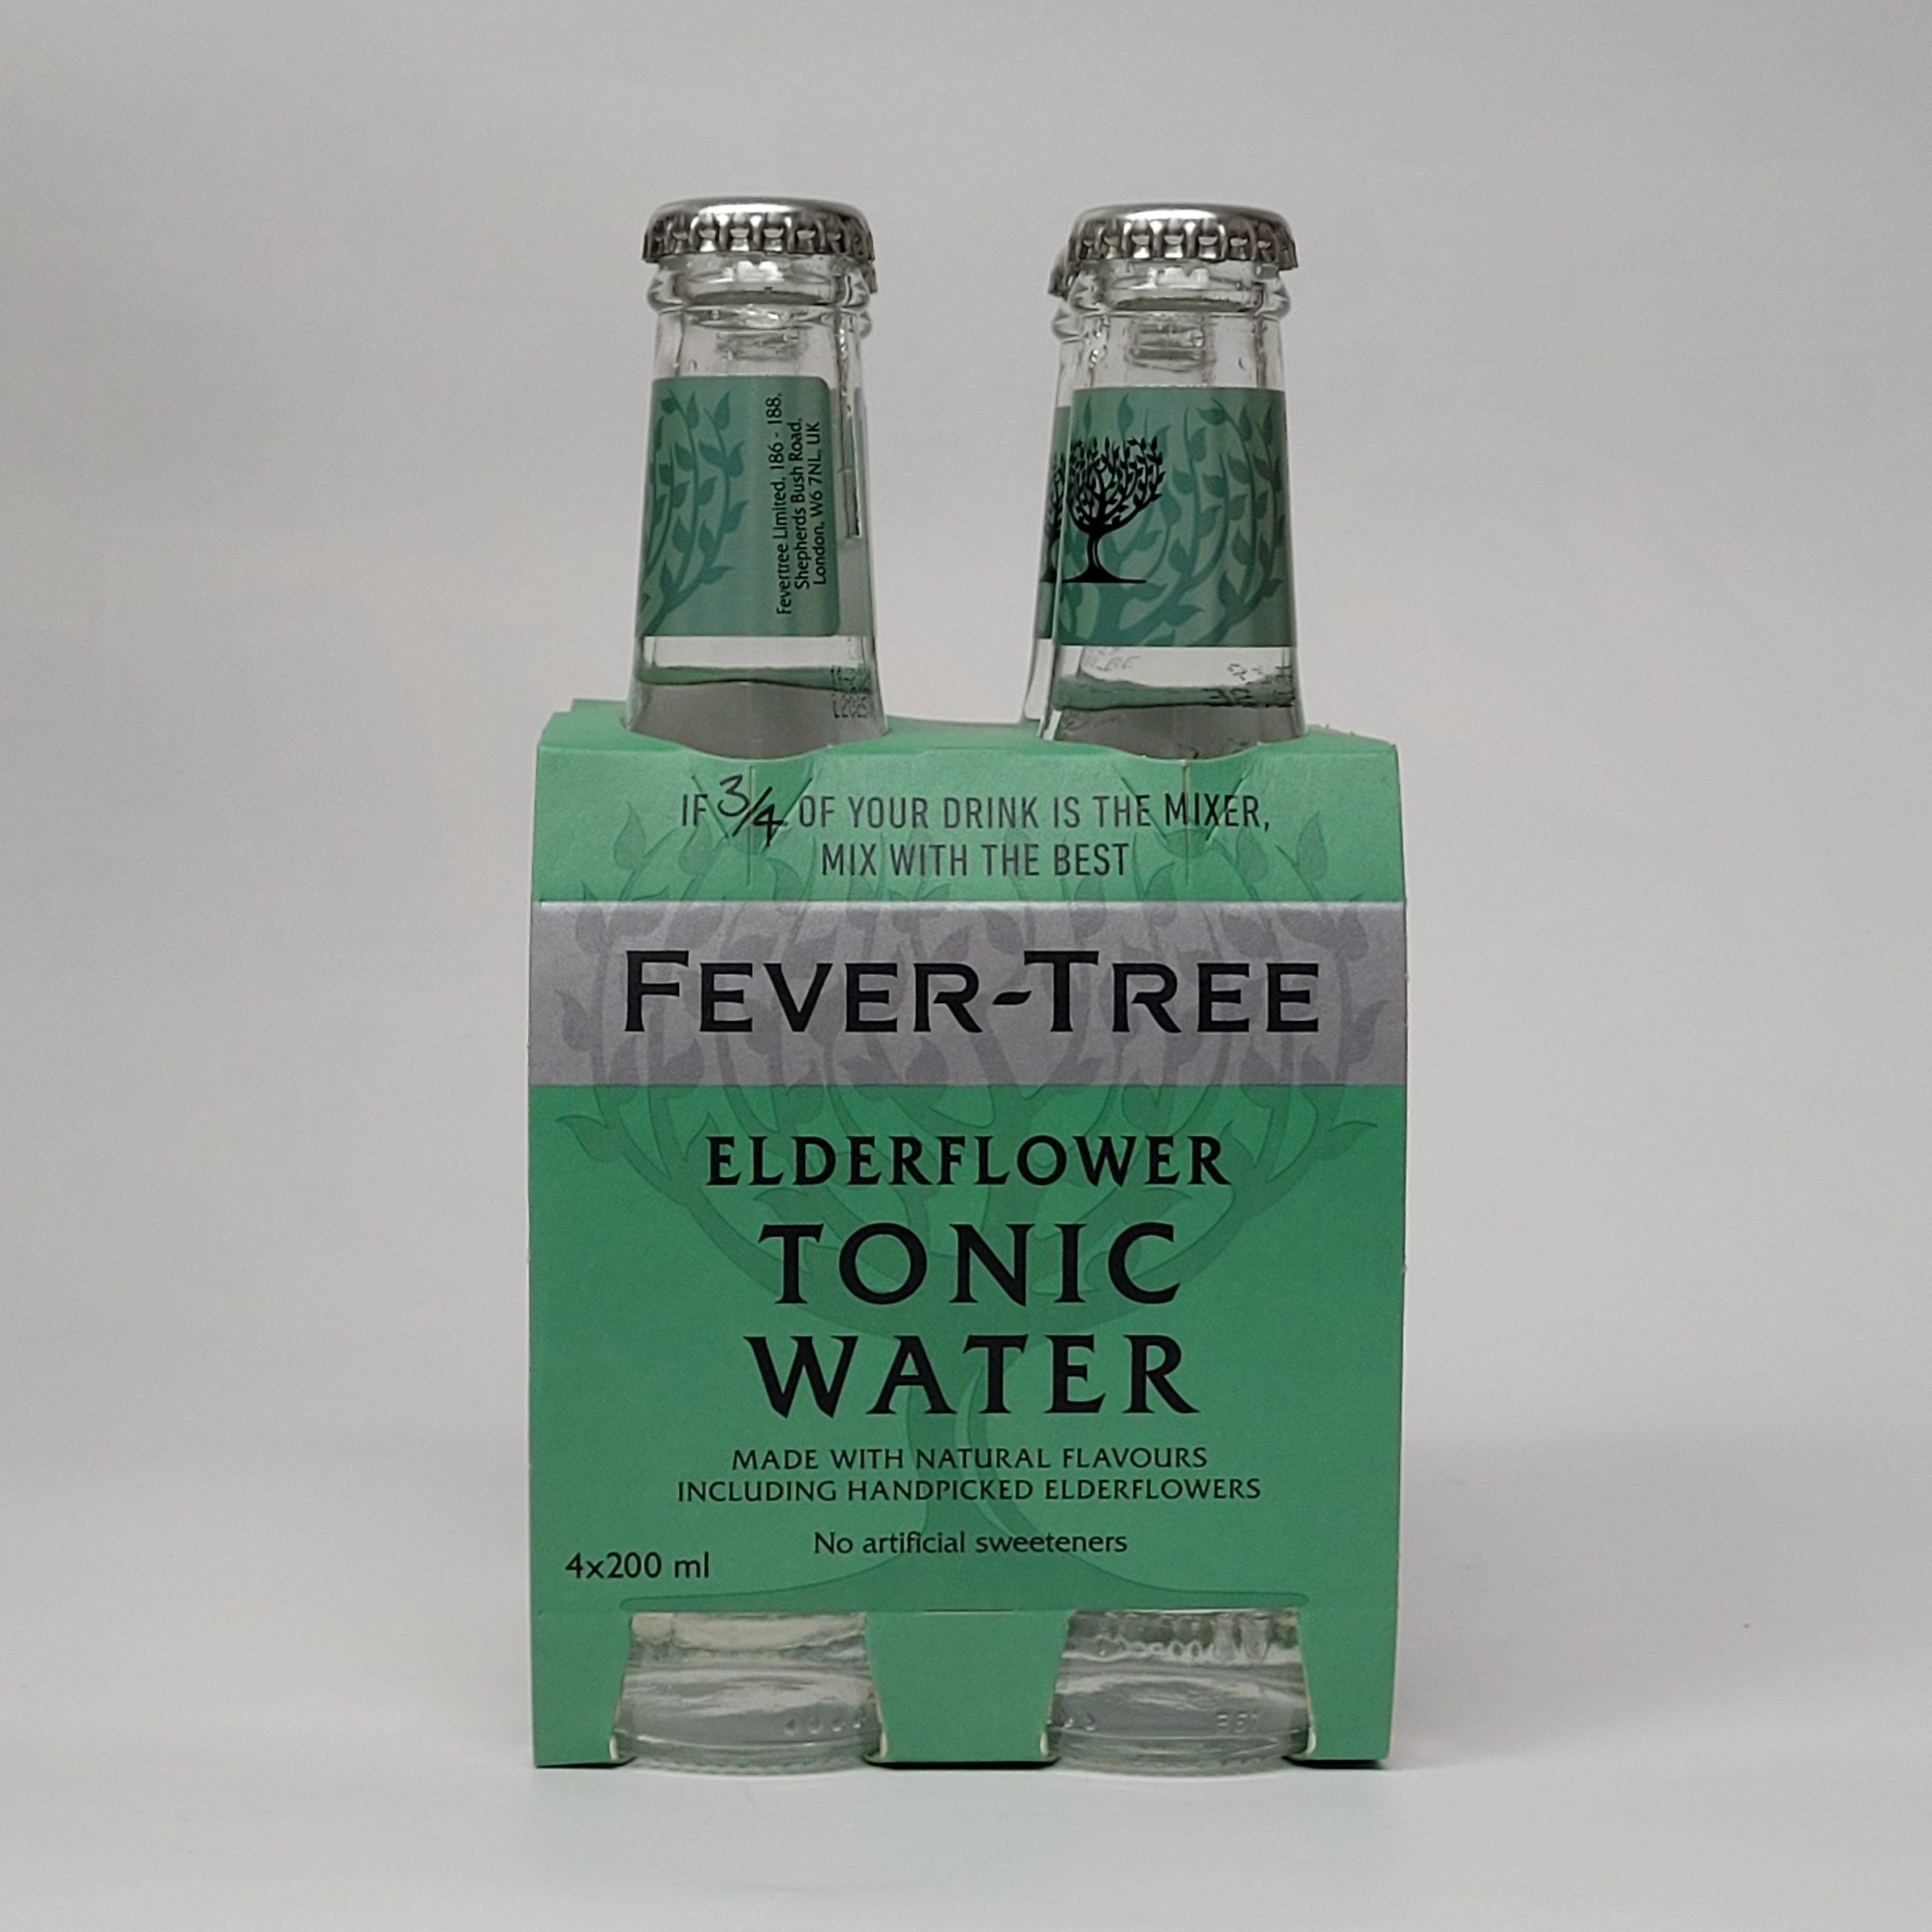 Fevertree Limited, 186 - 188,
Shepherds Bush Road,
London, W6 7NL, UK
IF 3/4 OF YOUR DRINK IS THE MIXER,
MIX WITH THE BEST
FEVER-TREE
ELDERFLOWER
TONIC
WATER
MADE WITH NATURAL FLAVOURS
INCLUDING HANDPICKED ELDERFLOWERS
No artificial sweeteners
4x200 ml